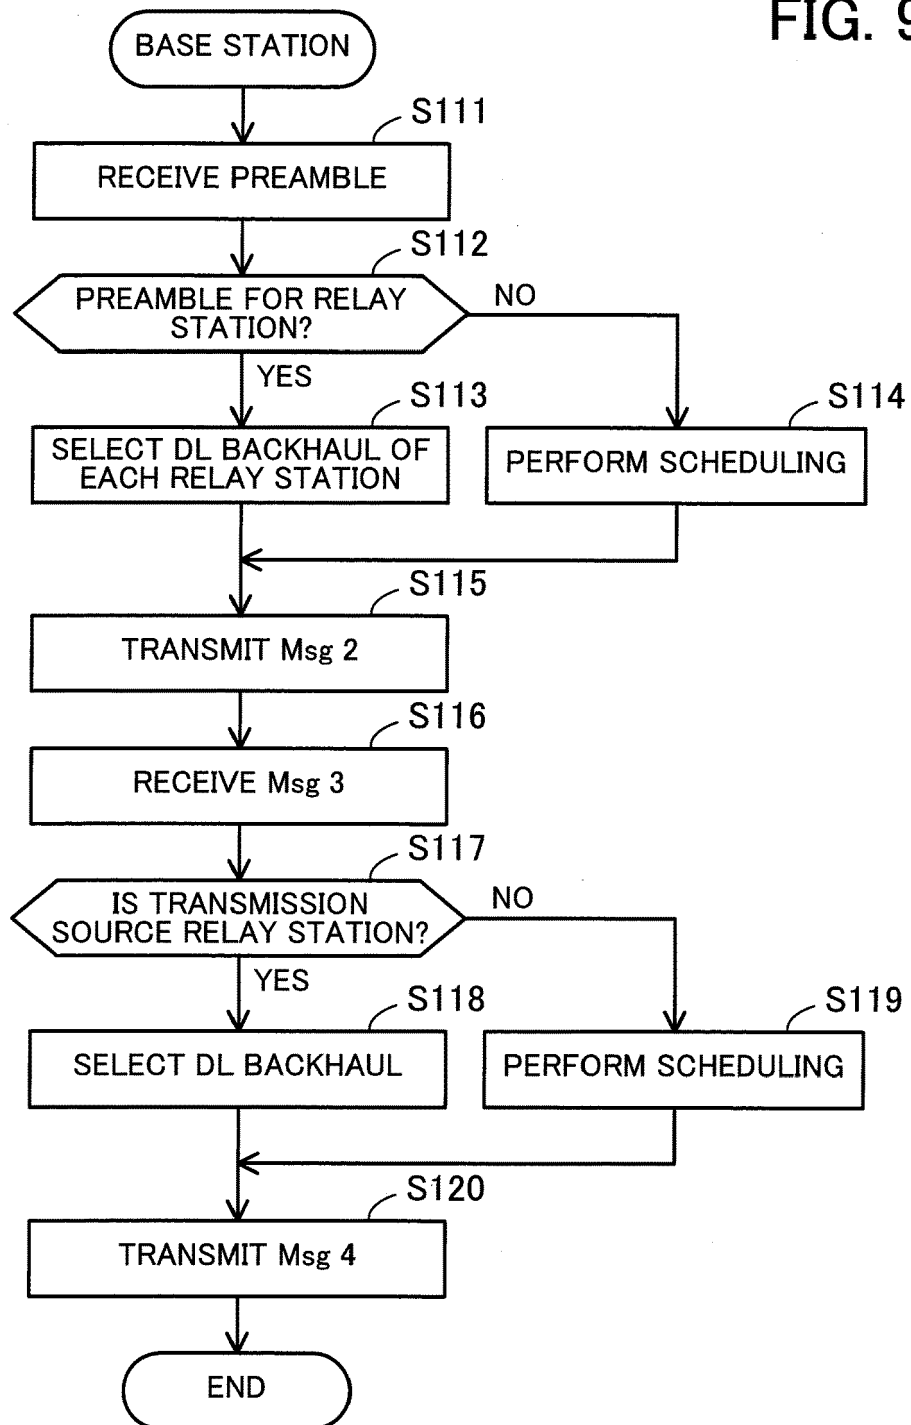 FIG. 9
BASE STATION
S111
RECEIVE PREAMBLE
S112
PREAMBLE FOR RELAY
STATION?
NO
YES
S113
SELECT DL BACKHAUL OF
EACH RELAY STATION
S114
PERFORM SCHEDULING
S115
TRANSMIT Msg 2
S116
RECEIVE Msg 3
S117
IS TRANSMISSION
SOURCE RELAY STATION?
NO
YES
S118
SELECT DL BACKHAUL
S119
PERFORM SCHEDULING
S120
TRANSMIT Msg 4
END